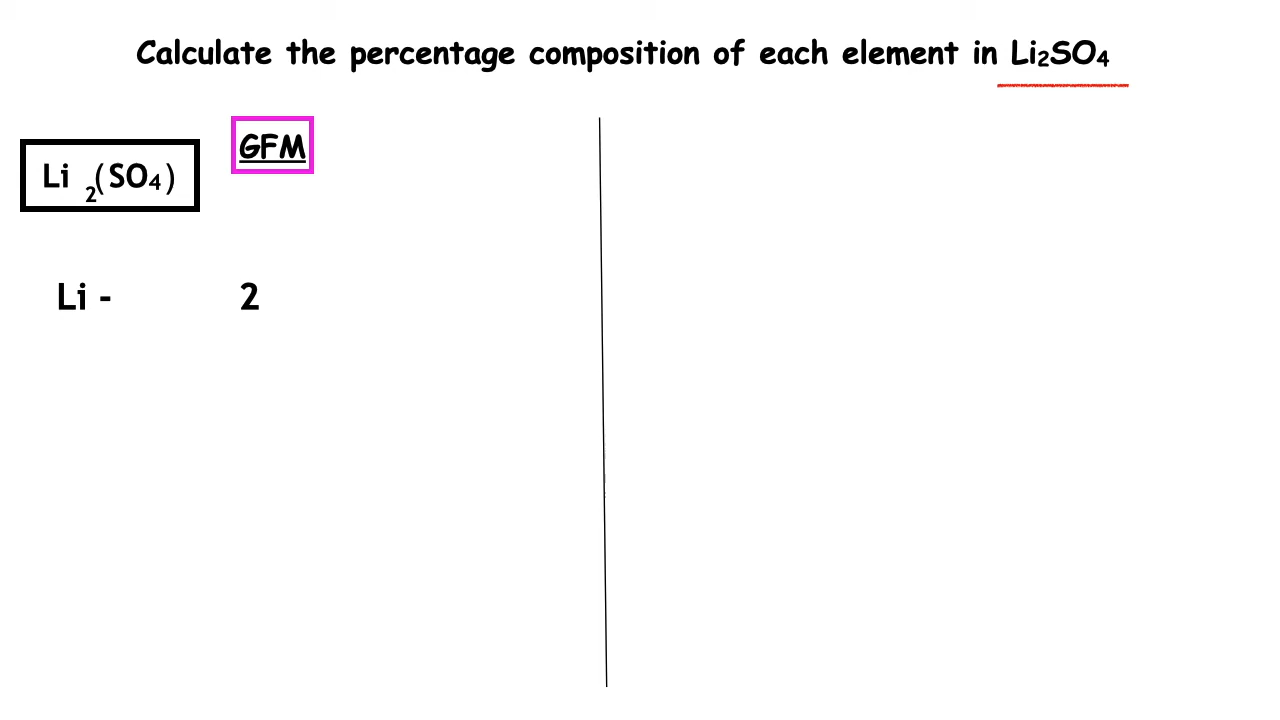 Calculate the percentage composition of each element in Li₂SO₄
GFM
Li ₂(SO₄)
Li - 2